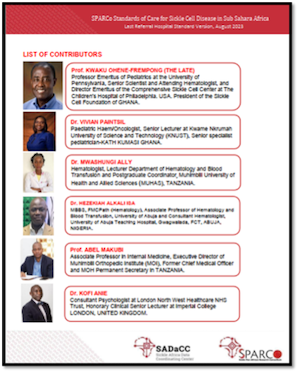 SPARCo Standards of Care for Sickle Cell Disease in Sub Sahara Africa
Last Referral Hospital Standard Version, August 2023
LIST OF CONTRIBUTORS
Prof. KWAKU OHENE-FREMPONG (THE LATE)
Professor Emeritus of Pediatrics at the University of
Pennsylvania, Senior Scientist and Attending Hematologist, and
Director Emeritus of the Comprehensive Sickle Cell Center at The
Children's Hospital of Philadelphia, USA. President of the Sickle
Cell Foundation of GHANA.
Dr. VIVIAN PAINTSIL
Paediatric Haem/Oncologist, Senior Lecturer at Kwame Nkrumah
University of Science and Technology (KNUST), Senior specialist
pediatrician-KATH KUMASI GHANA.
Dr. MWASHUNGI ALLY
Hematologist, Lecturer Department of Hematology and Blood
Transfusion and Postgraduate Coordinator, Muhimbili University of
Health and Allied Sciences (MUHAS), TANZANIA.
Dr. HEZEKIAH ALKALI ISA
MBBS, FMCPath (Hematology), Associate Professor of Hematology and
Blood Transfusion, University of Abuja and Consultant Hematologist,
University of Abuja Teaching Hospital, Gwagwalada, FCT, ABUJA,
NIGERIA.
Prof. ABEL MAKUBI
Associate Professor in Internal Medicine, Executive Director of
Muhimbili Orthopedic Institute (MOI), Former Chief Medical Officer
and MOH Permanent Secretary in TANZANIA.
Dr. KOFI ANIE
Consultant Psychologist at London North West Healthcare NHS
Trust, Honorary Clinical Senior Lecturer at Imperial College
LONDON, UNITED KINGDOM.
SADaCC
Sickle Africa Data
Coordinating Center
SPARCO